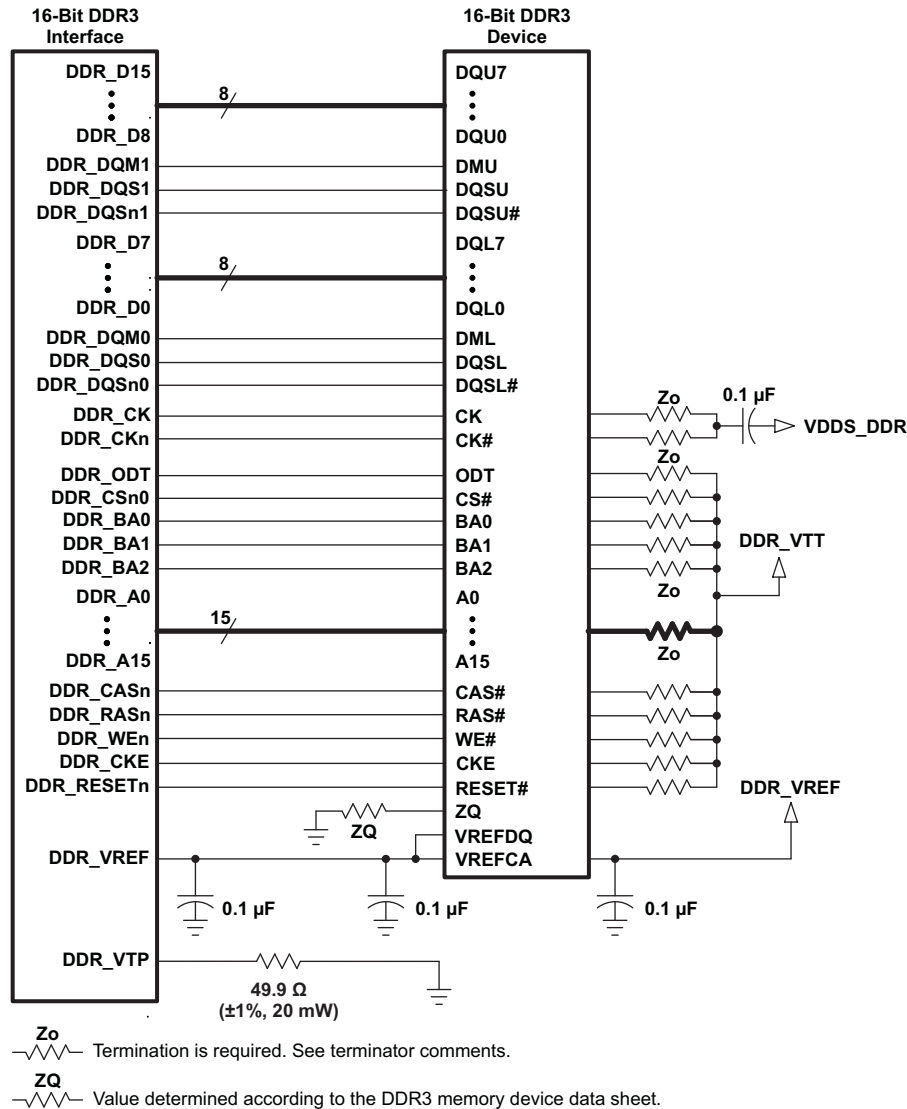 16-Bit DDR3
Interface
16-Bit DDR3
Device
DDR_D15
8
DQU7
DDR_D8
DQU0
DDR_DQM1
DMU
DDR_DQS1
DQSU
DDR_DQSn1
DQSU#
DDR_D7
8
DQL7
DDR_D0
DQL0
DDR_DQM0
DML
DDR_DQS0
DQSL
DDR_DQSn0
DQSL#
DDR_CK
CK
Zo
0.1 µF
VDDS_DDR
DDR_CKn
CK#
Zo
DDR_ODT
ODT
DDR_CSn0
CS#
DDR_BA0
BA0
DDR_BA1
BA1
DDR_VTT
DDR_BA2
BA2
Zo
DDR_A0
A0
15
Zo
DDR_A15
A15
DDR_CASn
CAS#
DDR_RASn
RAS#
DDR_WEn
WE#
DDR_CKE
CKE
DDR_RESETn
RESET#
DDR_VREF
ZQ
ZQ
VREFDQ
DDR_VREF
VREFCA
0.1 µF
0.1 µF
0.1 µF
DDR_VTP
49.9 Ω
(±1%, 20 mW)
Zo
Termination is required. See terminator comments.
ZQ
Value determined according to the DDR3 memory device data sheet.